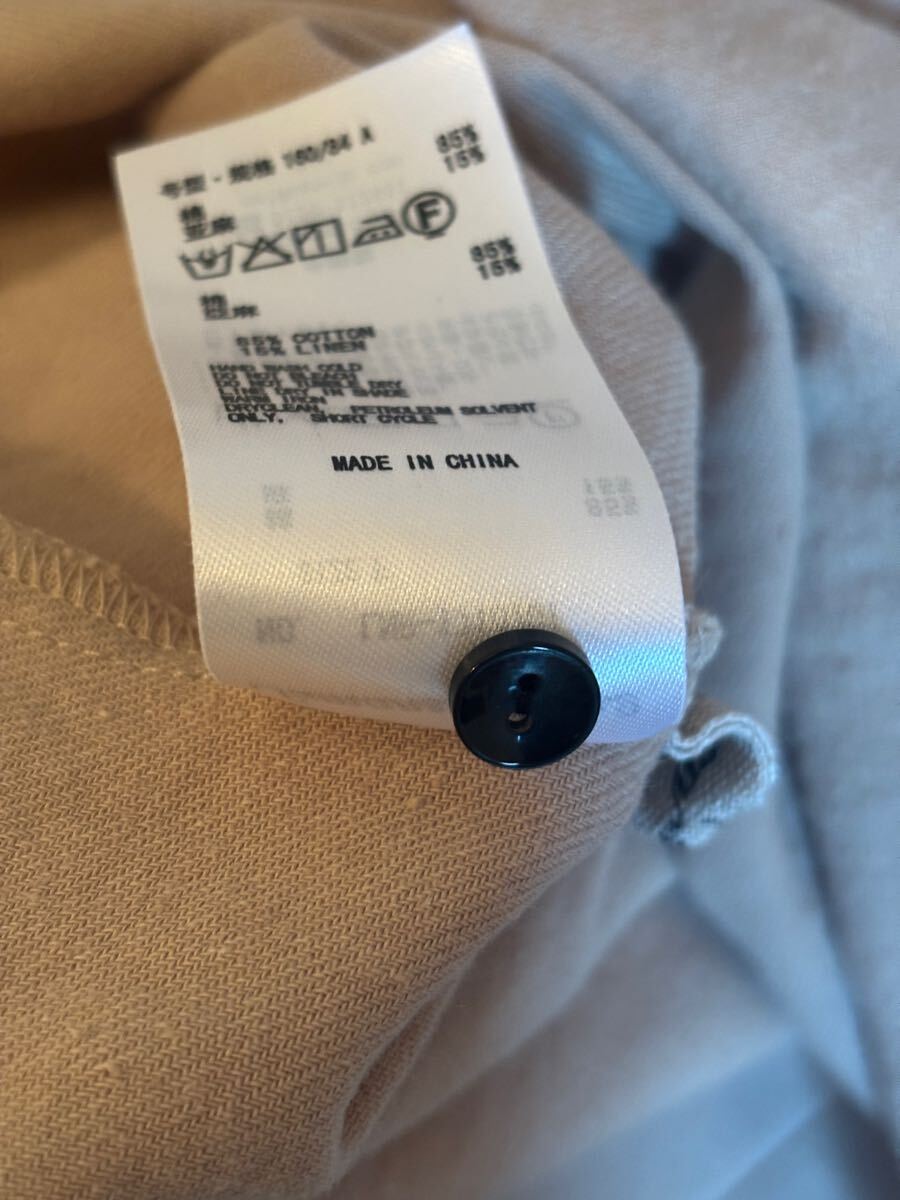 号型·规格 160/84 A
棉 85%
亚麻 15%
F
棉 85%
亚麻 15%
85% COTTON
15% LINEN
HAND WASH COLD
DO NOT BLEACH
DO NOT TUMBLE DRY
LINE DRY IN SHADE
WARM IRON
DRYCLEAN, PETROLEUM SOLVENT
ONLY, SHORT CYCLE
MADE IN CHINA